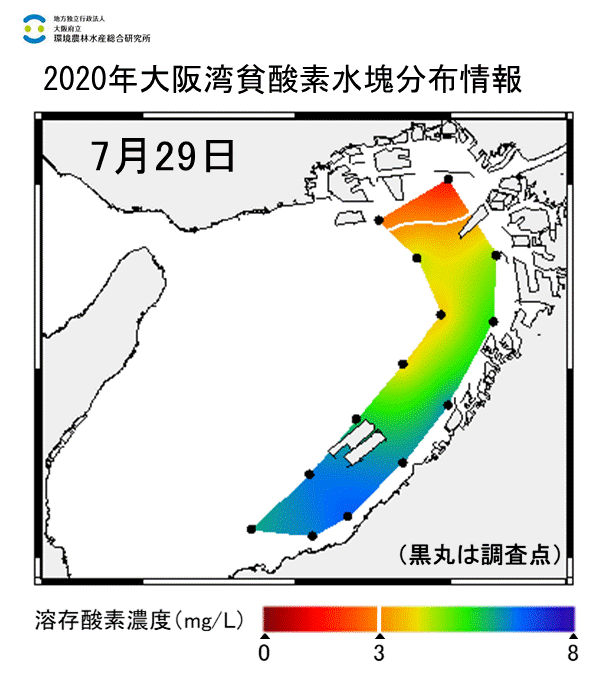 地方独立行政法人
大阪府立
環境農林水産総合研究所
2020年大阪湾貧酸素水塊分布情報
7月29日
(黒丸は調査点)
溶存酸素濃度(mg/L)
0 3 8